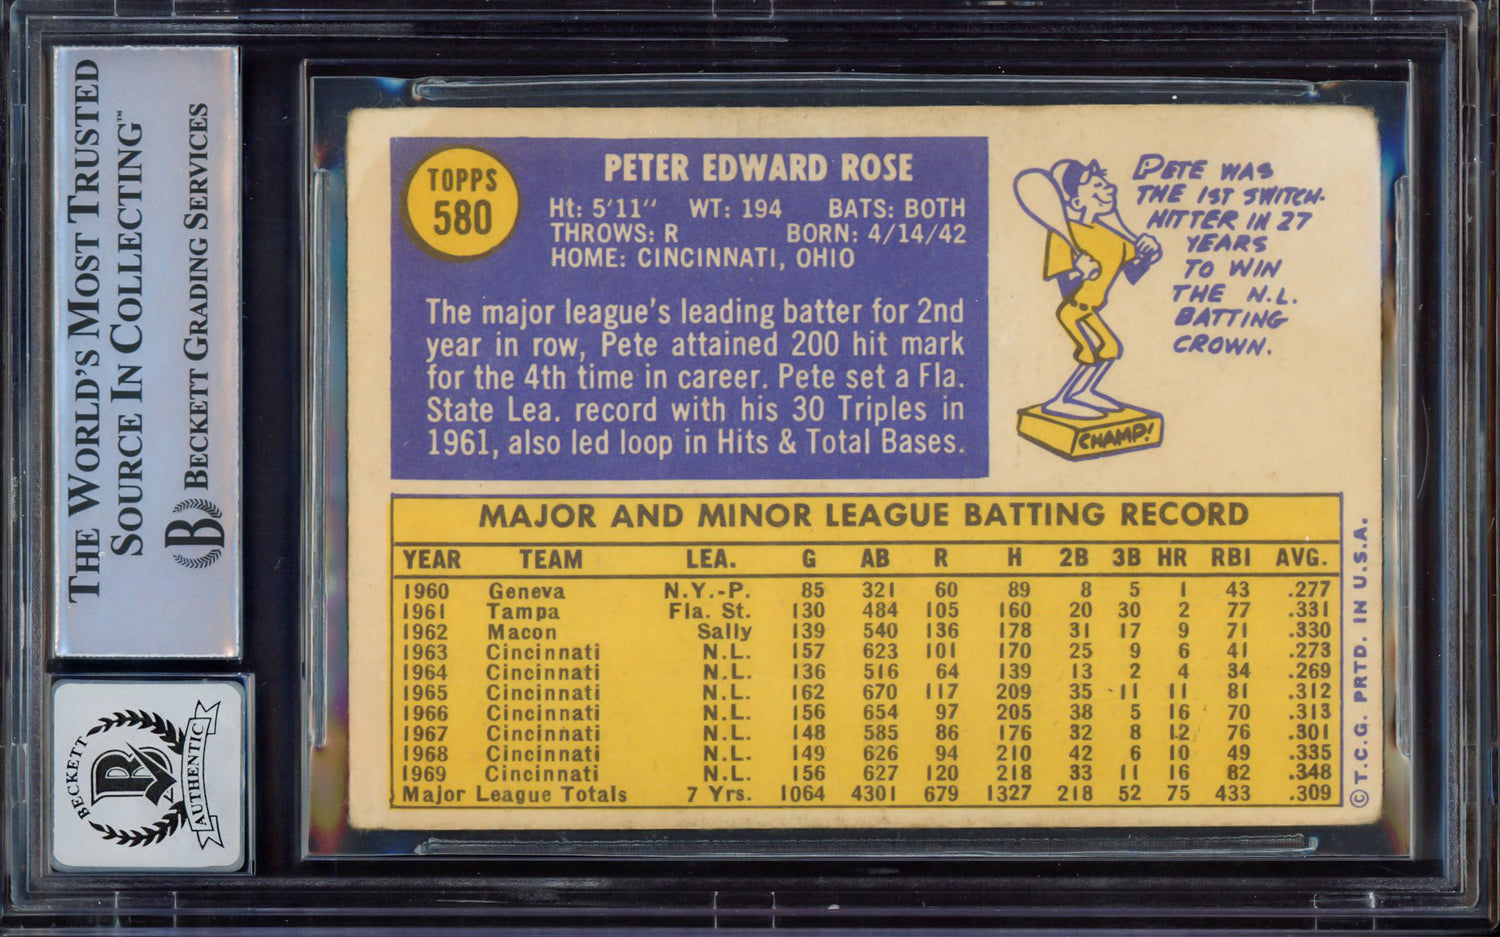 THE WORLD'S MOST TRUSTED
SOURCE IN COLLECTING™
BECKETT GRADING SERVICES
B
BECKETT
B
AUTHENTIC
TOPPS
580
PETER EDWARD ROSE
Ht: 5'11" WT: 194 BATS: BOTH
THROWS: R BORN: 4/14/42
HOME: CINCINNATI, OHIO
The major league's leading batter for 2nd
year in row, Pete attained 200 hit mark
for the 4th time in career. Pete set a Fla.
State Lea. record with his 30 Triples in
1961, also led loop in Hits & Total Bases.
PETE WAS
THE 1ST SWITCH-
HITTER IN 27
YEARS
TO WIN
THE N.L.
BATTING
CROWN.
CHAMP!
MAJOR AND MINOR LEAGUE BATTING RECORD
YEAR TEAM LEA. G AB R H 2B 3B HR RBI AVG.
1960 Geneva N.Y.-P. 85 321 60 89 8 5 1 43 .277
1961 Tampa Fla. St. 130 484 105 160 20 30 2 77 .331
1962 Macon Sally 139 540 136 178 31 17 9 71 .330
1963 Cincinnati N.L. 157 623 101 170 25 9 6 41 .273
1964 Cincinnati N.L. 136 516 64 139 13 2 4 34 .269
1965 Cincinnati N.L. 162 670 117 209 35 11 11 81 .312
1966 Cincinnati N.L. 156 654 97 205 38 5 16 70 .313
1967 Cincinnati N.L. 148 585 86 176 32 8 12 76 .301
1968 Cincinnati N.L. 149 626 94 210 42 6 10 49 .335
1969 Cincinnati N.L. 156 627 120 218 33 11 16 82 .348
Major League Totals 7 Yrs. 1064 4301 679 1327 218 52 75 433 .309
© T.C.G. PRTD. IN U.S.A.